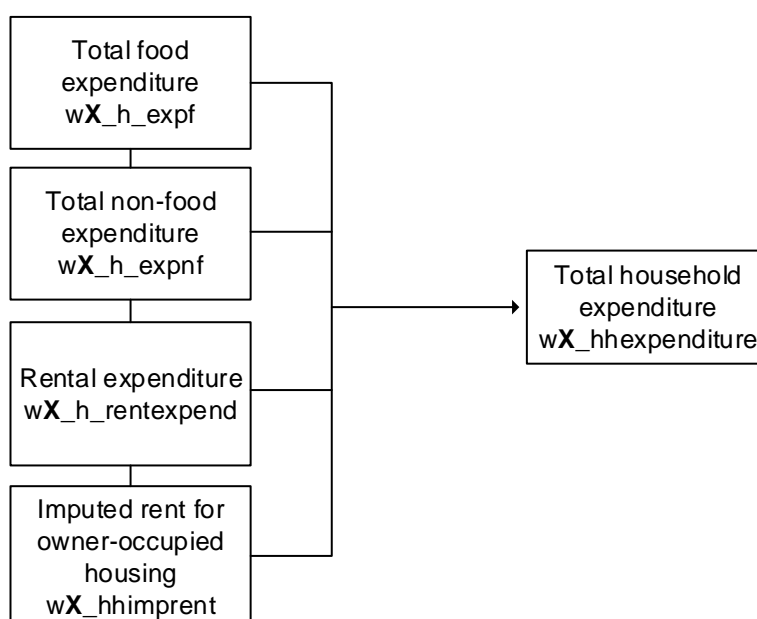 Total food
expenditure
wX_h_expf
Total non-food
expenditure
wX_h_expnf
Rental expenditure
wX_h_rentexpend
Imputed rent for
owner-occupied
housing
wX_hhimprent
Total household
expenditure
wX_hhexpenditure